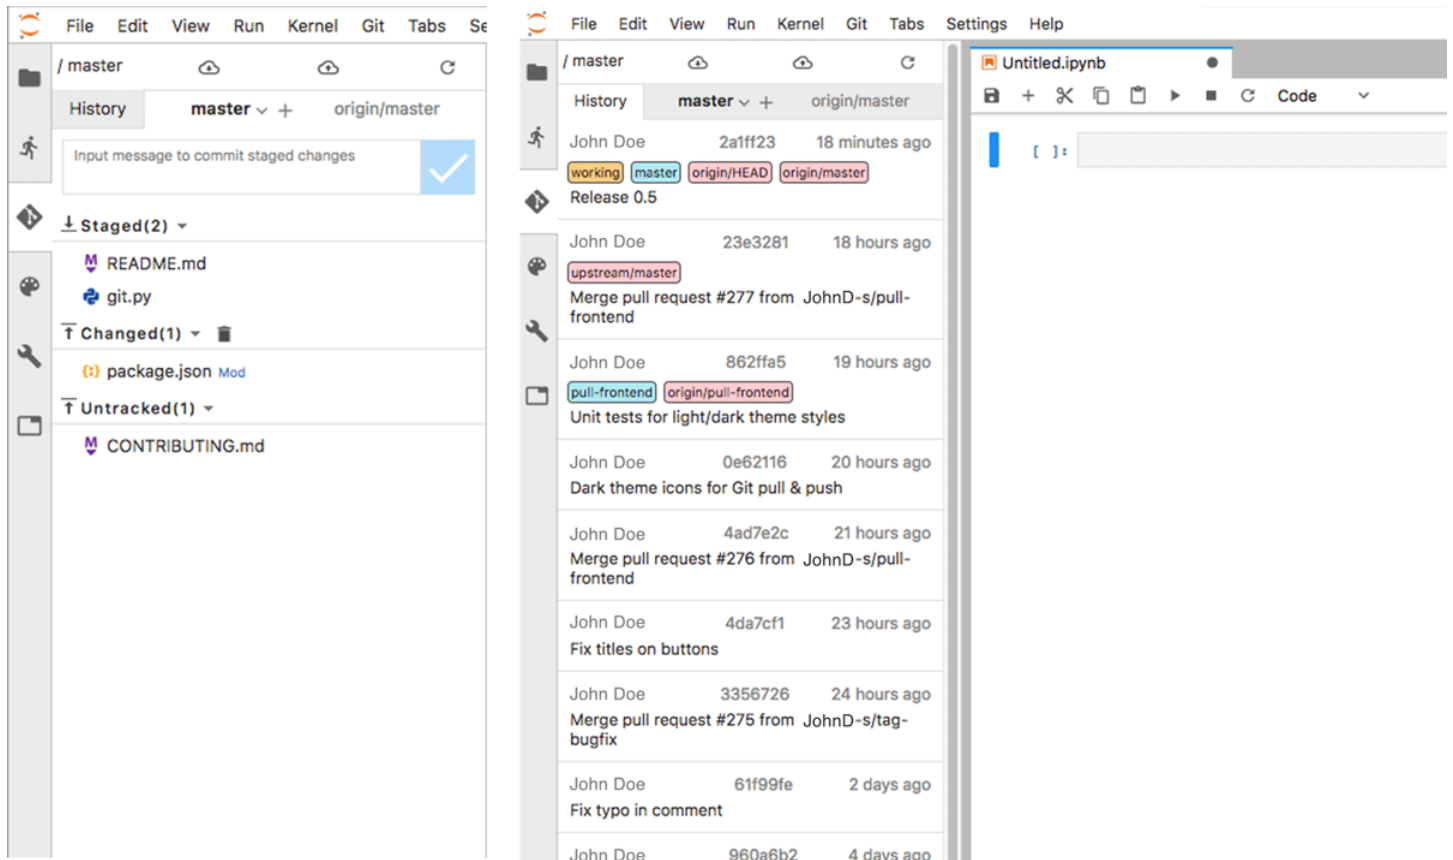 File Edit View Run Kernel Git Tabs Se
/ master
History master + origin/master
Input message to commit staged changes
Staged(2)
M README.md
git.py
Changed(1)
{:} package.json Mod
Untracked(1)
M CONTRIBUTING.md
File Edit View Run Kernel Git Tabs Settings Help
/ master
History master + origin/master
John Doe 2a1ff23 18 minutes ago
working master origin/HEAD origin/master
Release 0.5
John Doe 23e3281 18 hours ago
upstream/master
Merge pull request #277 from JohnD-s/pull-
frontend
John Doe 862ffa5 19 hours ago
pull-frontend origin/pull-frontend
Unit tests for light/dark theme styles
John Doe 0e62116 20 hours ago
Dark theme icons for Git pull & push
John Doe 4ad7e2c 21 hours ago
Merge pull request #276 from JohnD-s/pull-
frontend
John Doe 4da7cf1 23 hours ago
Fix titles on buttons
John Doe 3356726 24 hours ago
Merge pull request #275 from JohnD-s/tag-
bugfix
John Doe 61f99fe 2 days ago
Fix typo in comment
John Doe 960a6b2 4 days ago
Untitled.ipynb
Code
[ ]: